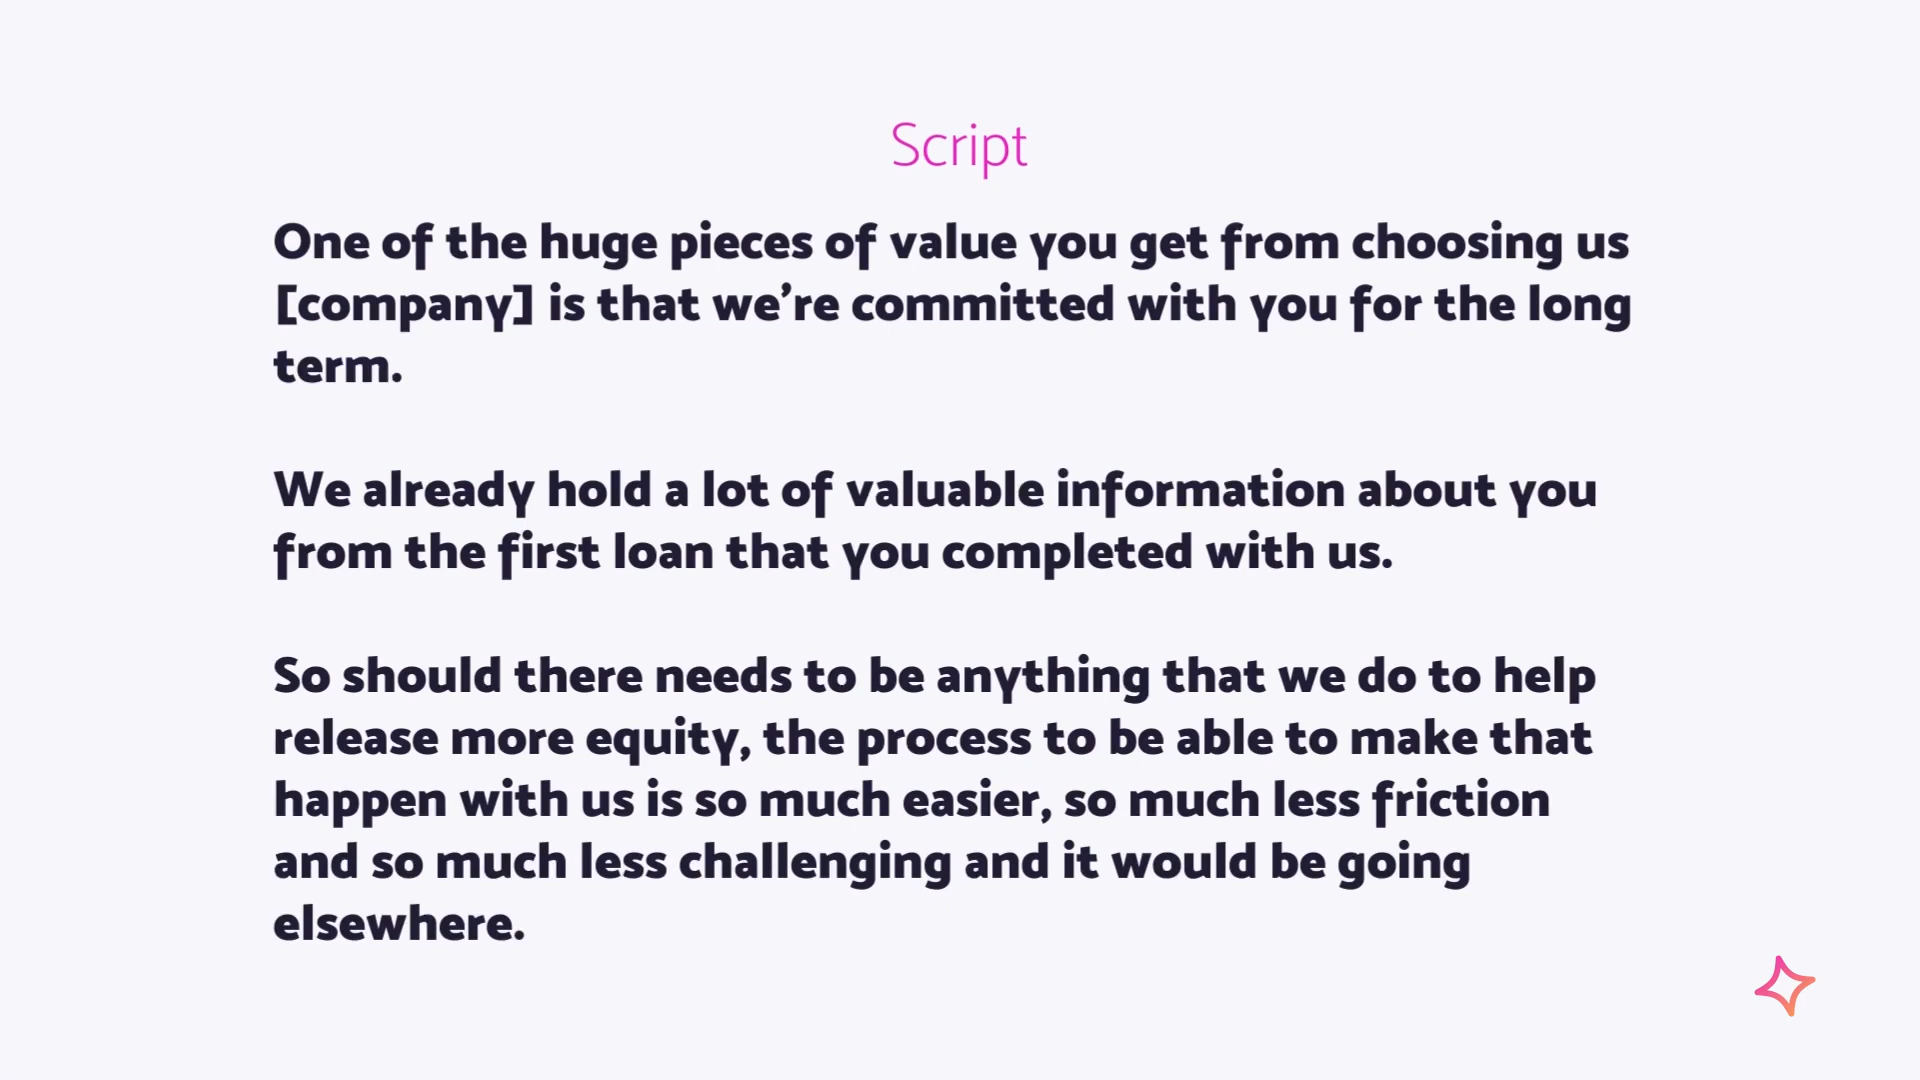 Script
One of the huge pieces of value you get from choosing us
[company] is that we’re committed with you for the long
term.
We already hold a lot of valuable information about you
from the first loan that you completed with us.
So should there needs to be anything that we do to help
release more equity, the process to be able to make that
happen with us is so much easier, so much less friction
and so much less challenging and it would be going
elsewhere.